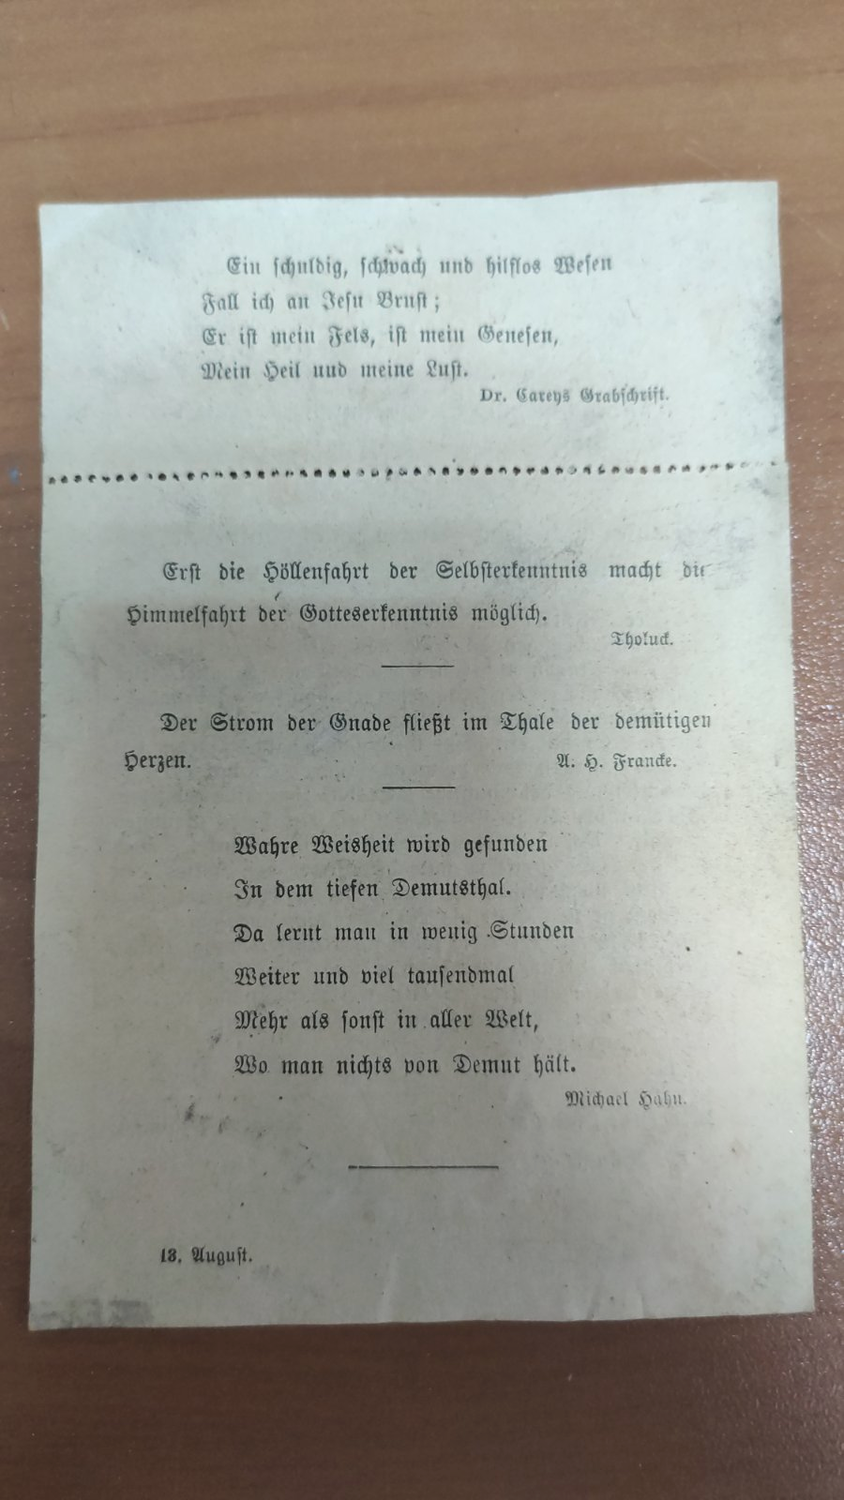 Ein schuldig, schwach und hilflos Wesen
Fall ich an Jesu Brust;
Er ist mein Fels, ist mein Genesen,
Mein Heil und meine Lust.
Dr. Careys Grabschrift.
Erst die Höllenfahrt der Selbsterkenntnis macht die
Himmelfahrt der Gotteserkenntnis möglich.
Tholuck.
Der Strom der Gnade fließt im Thale der demütigen
Herzen. A. H. Francke.
Wahre Weisheit wird gefunden
In dem tiefen Demutsthal.
Da lernt man in wenig Stunden
Weiter und viel tausendmal
Mehr als sonst in aller Welt,
Wo man nichts von Demut hält.
Michael Hahn.
13. August.